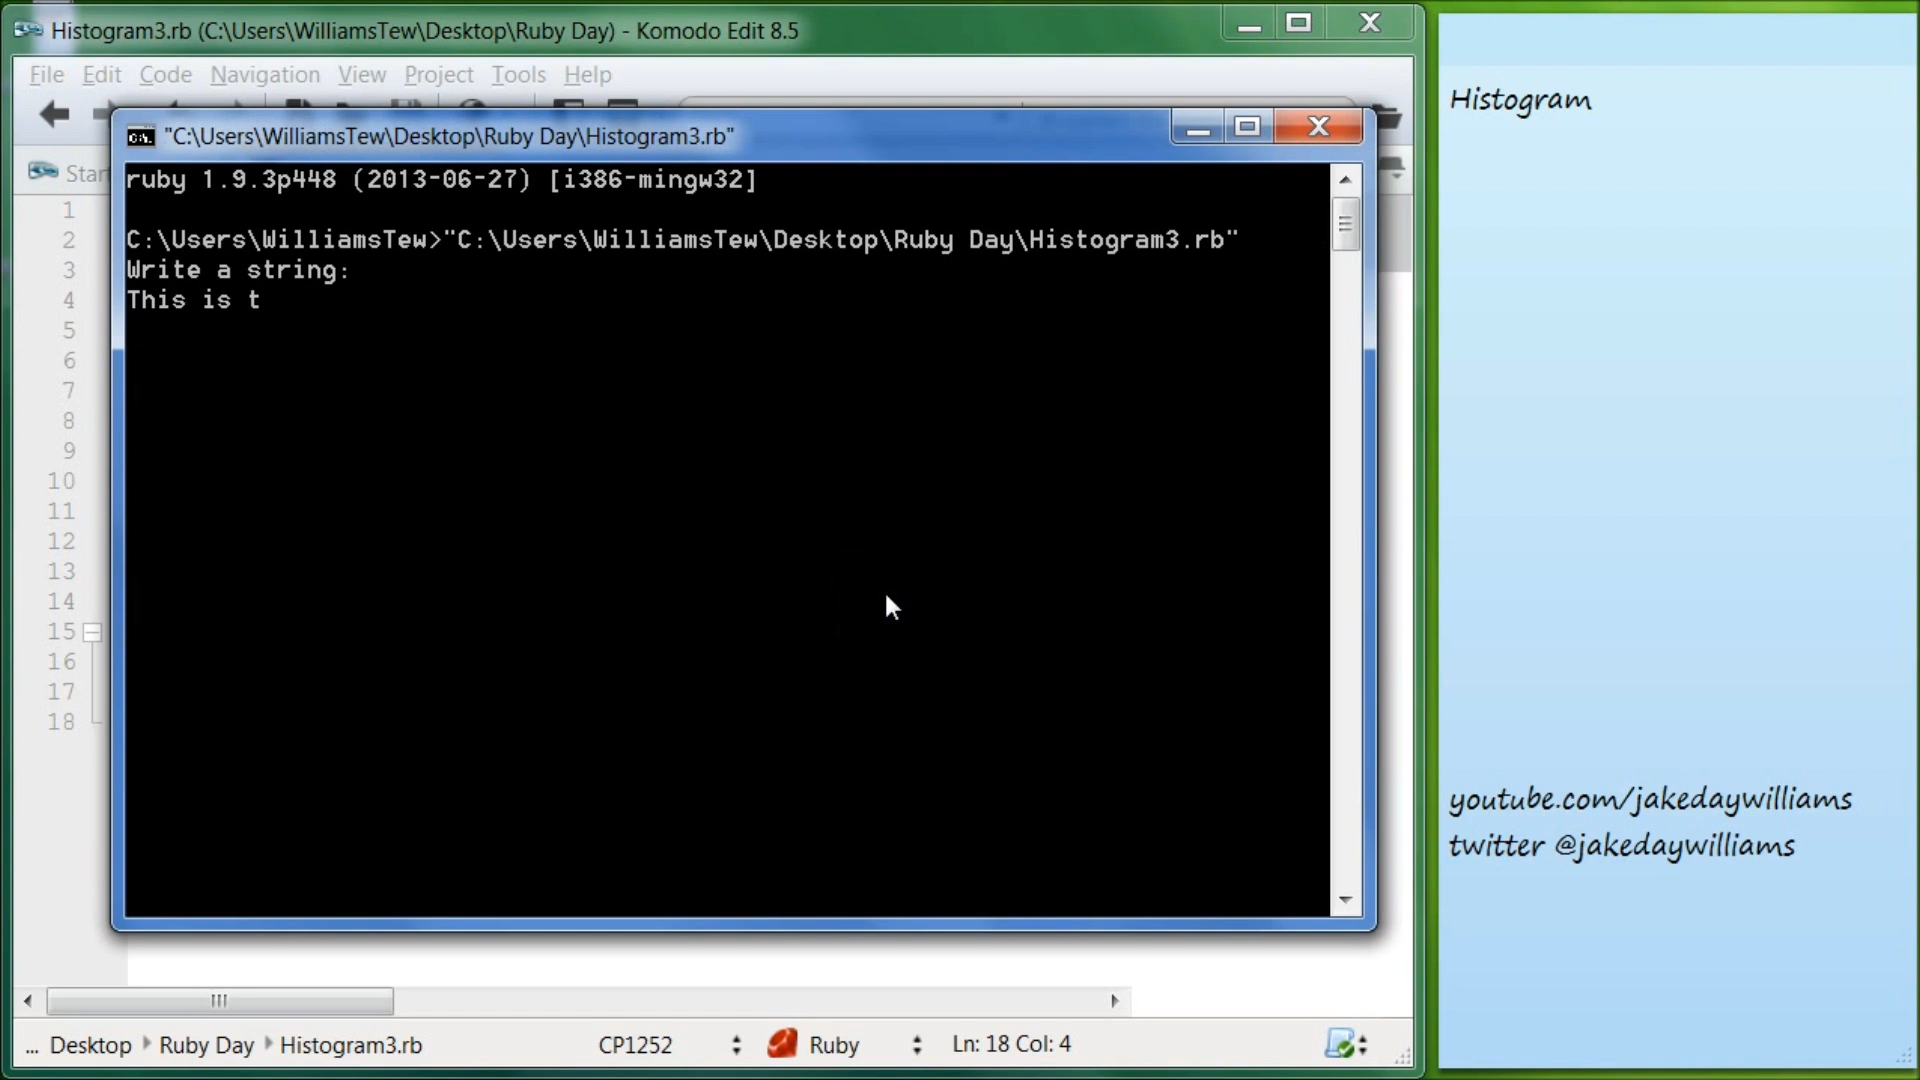 Histogram3.rb (C:\Users\WilliamsTew\Desktop\Ruby Day) - Komodo Edit 8.5
File Edit Code Navigation View Project Tools Help
"C:\Users\WilliamsTew\Desktop\Ruby Day\Histogram3.rb"
Start
ruby 1.9.3p448 (2013-06-27) [i386-mingw32]
C:\Users\WilliamsTew>"C:\Users\WilliamsTew\Desktop\Ruby Day\Histogram3.rb"
Write a string:
This is t
1
2
3
4
5
6
7
8
9
10
11
12
13
14
15
16
17
18
... Desktop Ruby Day Histogram3.rb CP1252 Ruby Ln: 18 Col: 4
Histogram
youtube.com/jakedaywilliams
twitter @jakedaywilliams